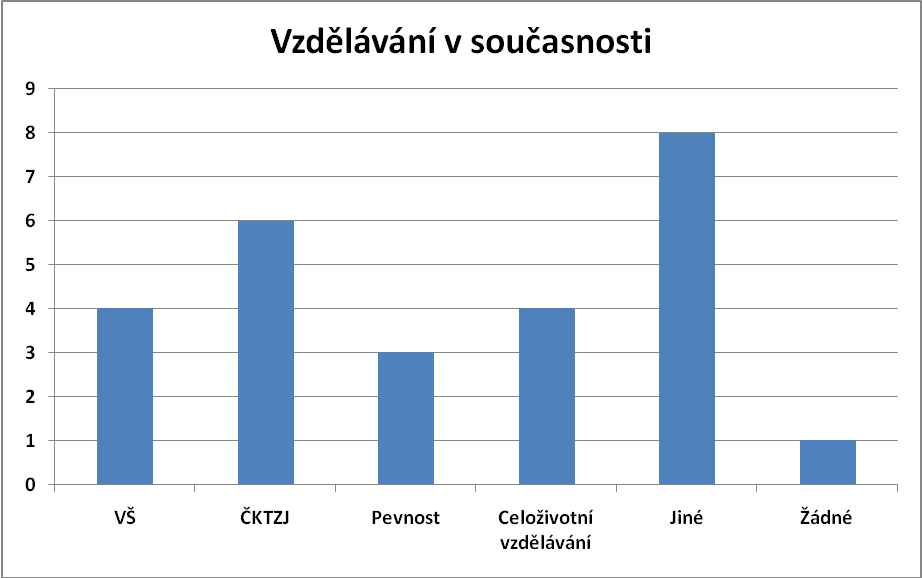 Vzdělávání v současnosti
9
8
7
6
5
4
3
2
1
0
VŠ
ČKTZJ
Pevnost
Celoživotní
vzdělávání
Jiné
Žádné